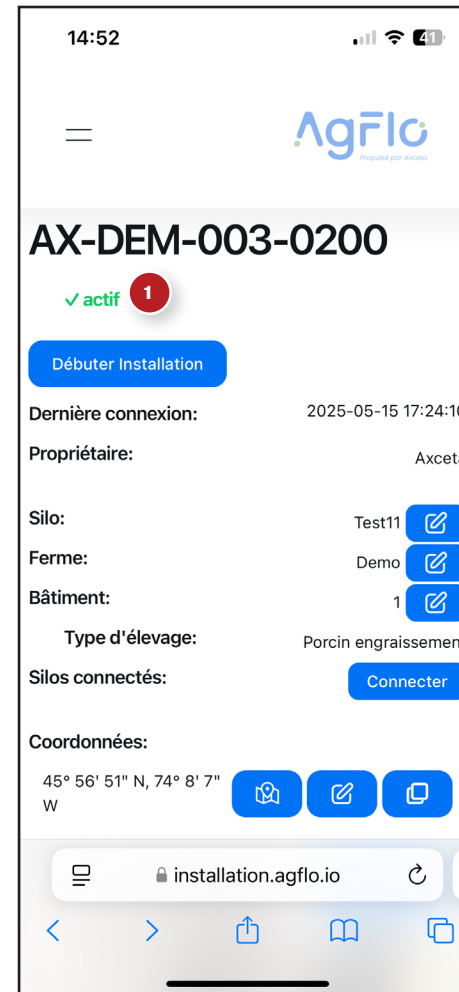 14:52
41
AgFlo
Propulsé par Axceta
AX-DEM-003-0200
✓ actif
1
Débuter Installation
Dernière connexion: 2025-05-15 17:24:10
Propriétaire: Axceta
Silo: Test11
Ferme: Demo
Bâtiment: 1
Type d'élevage: Porcin engraissemen
Silos connectés: Connecter
Coordonnées:
45° 56' 51" N, 74° 8' 7"
W
installation.agflo.io